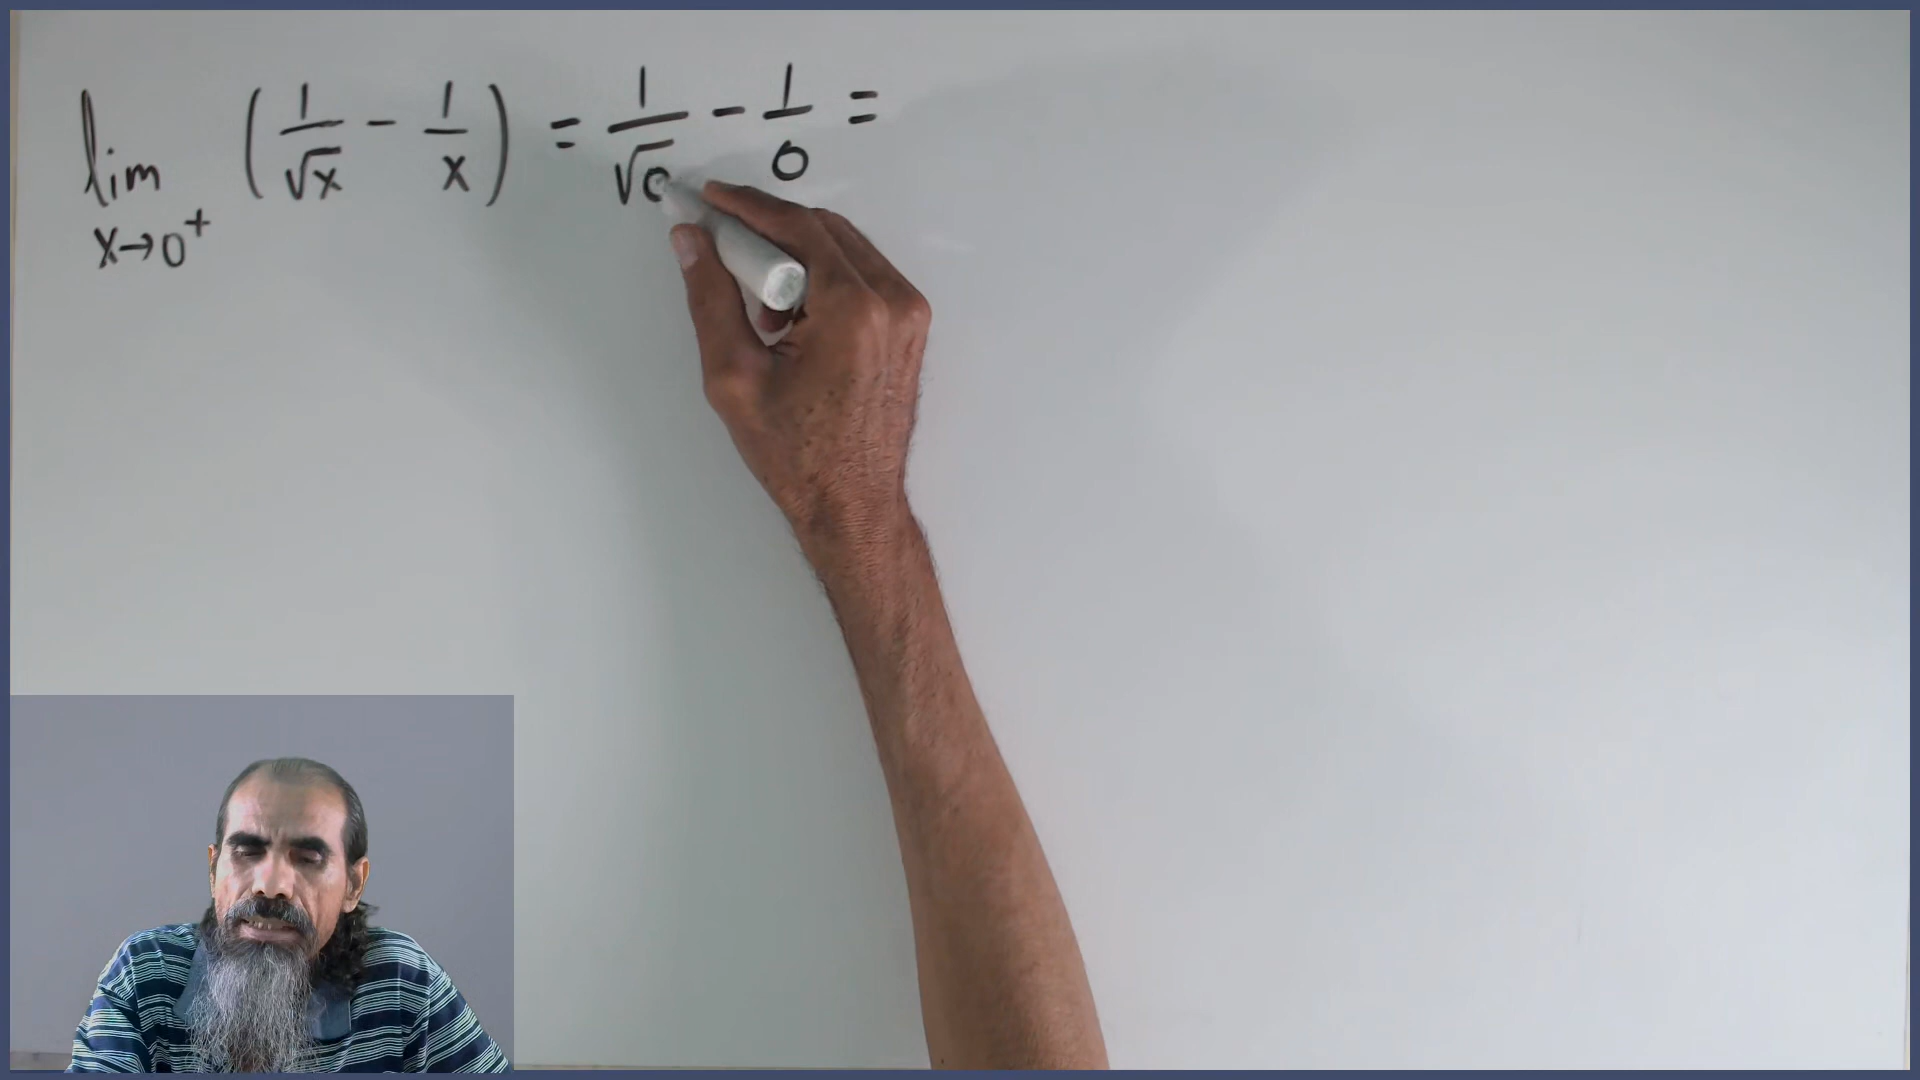 lim x→0⁺ (1/√x - 1/x) = 1/√0 - 1/0 =